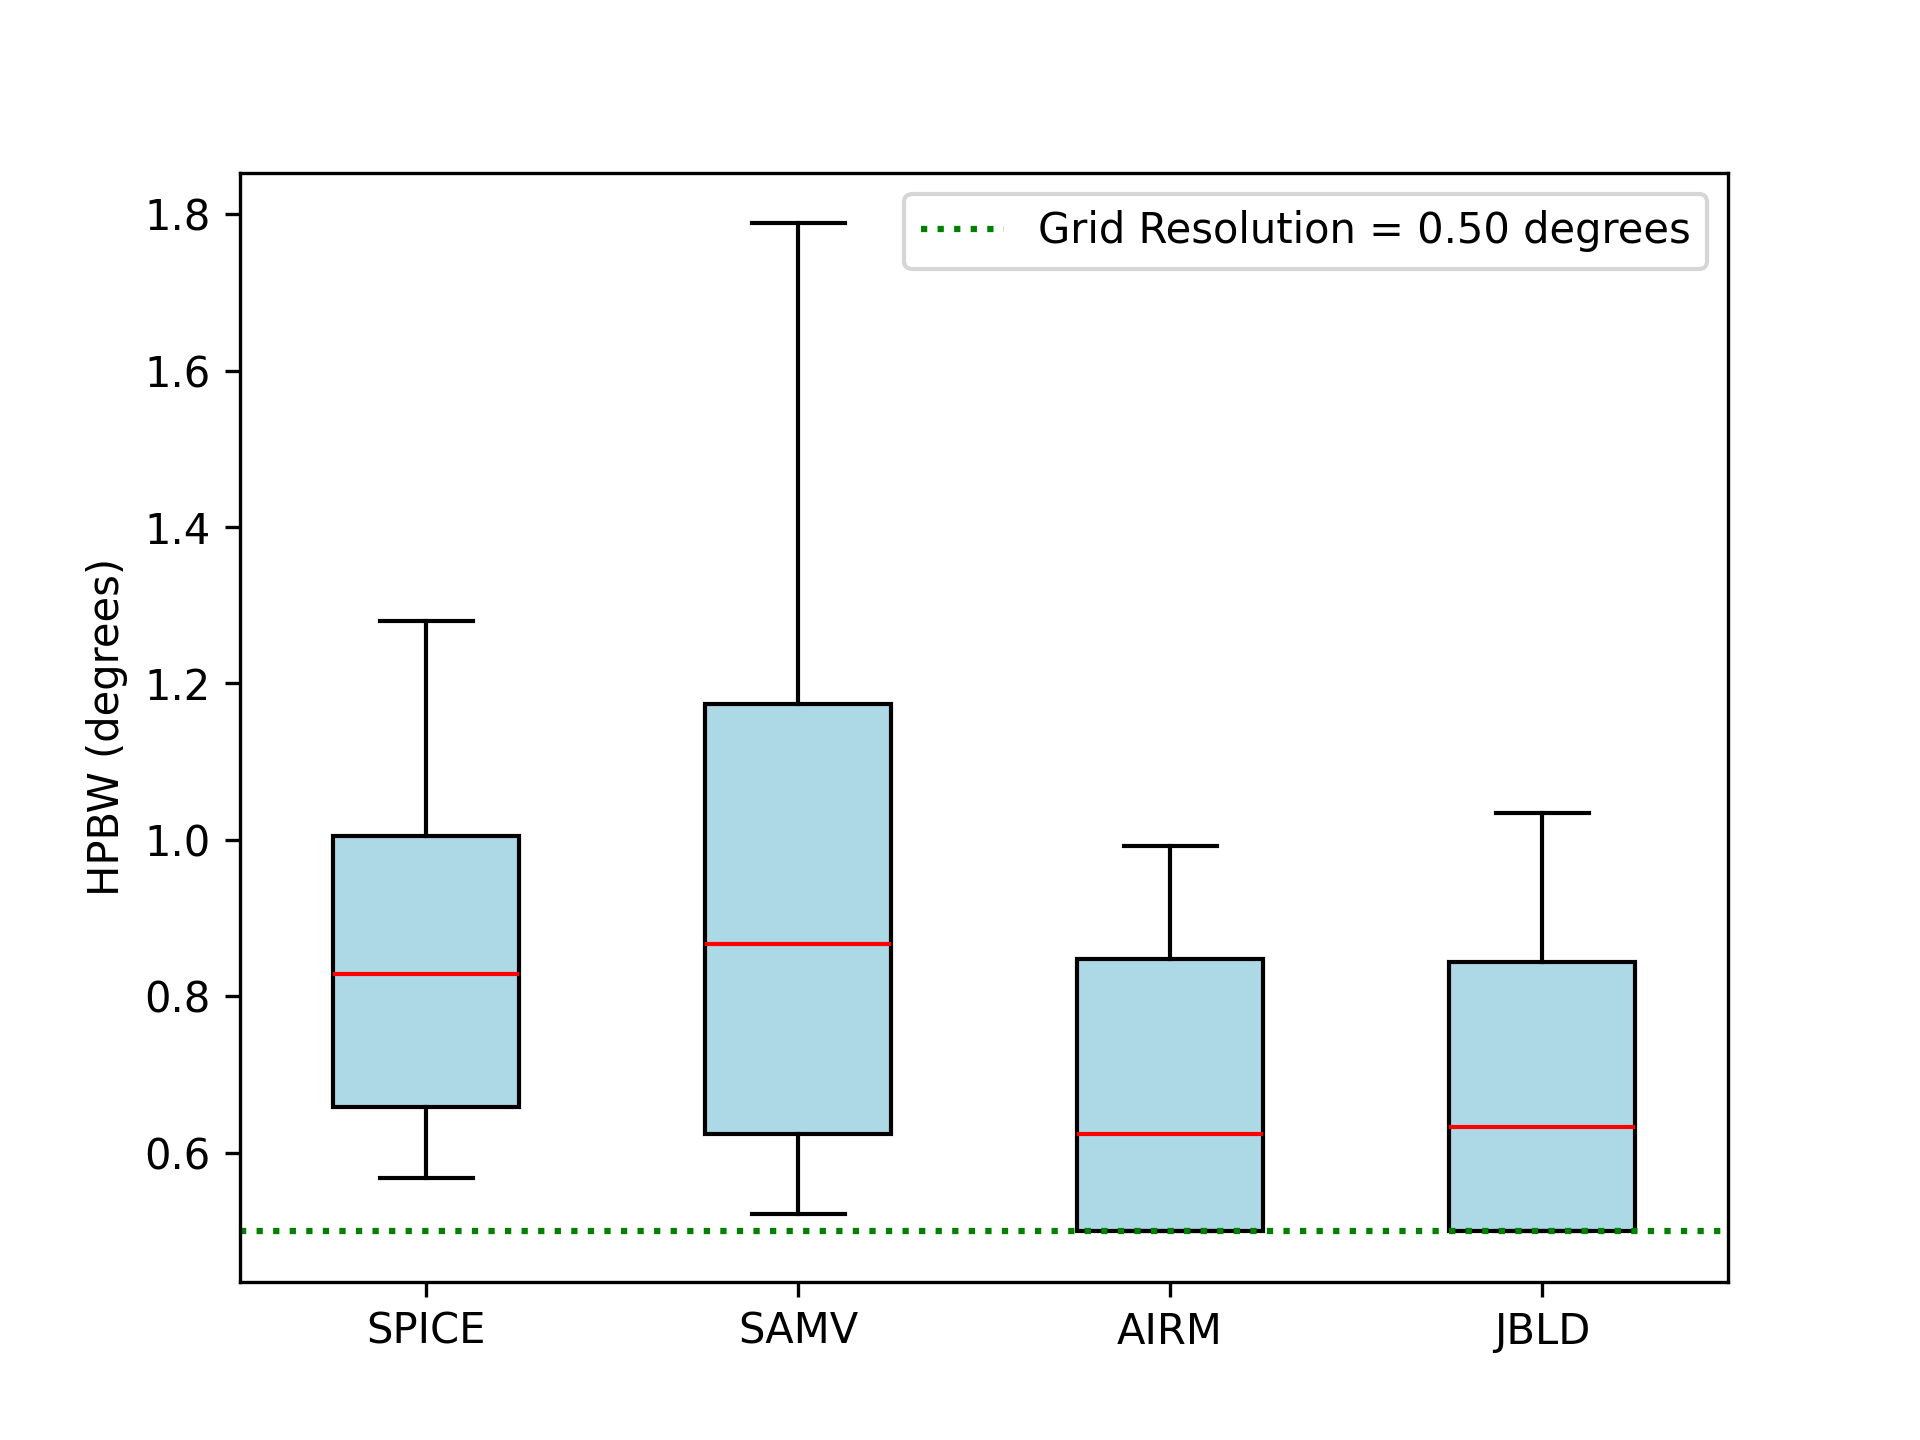 Grid Resolution = 0.50 degrees
HPBW (degrees)
1.8
1.6
1.4
1.2
1.0
0.8
0.6
SPICE SAMV AIRM JBLD